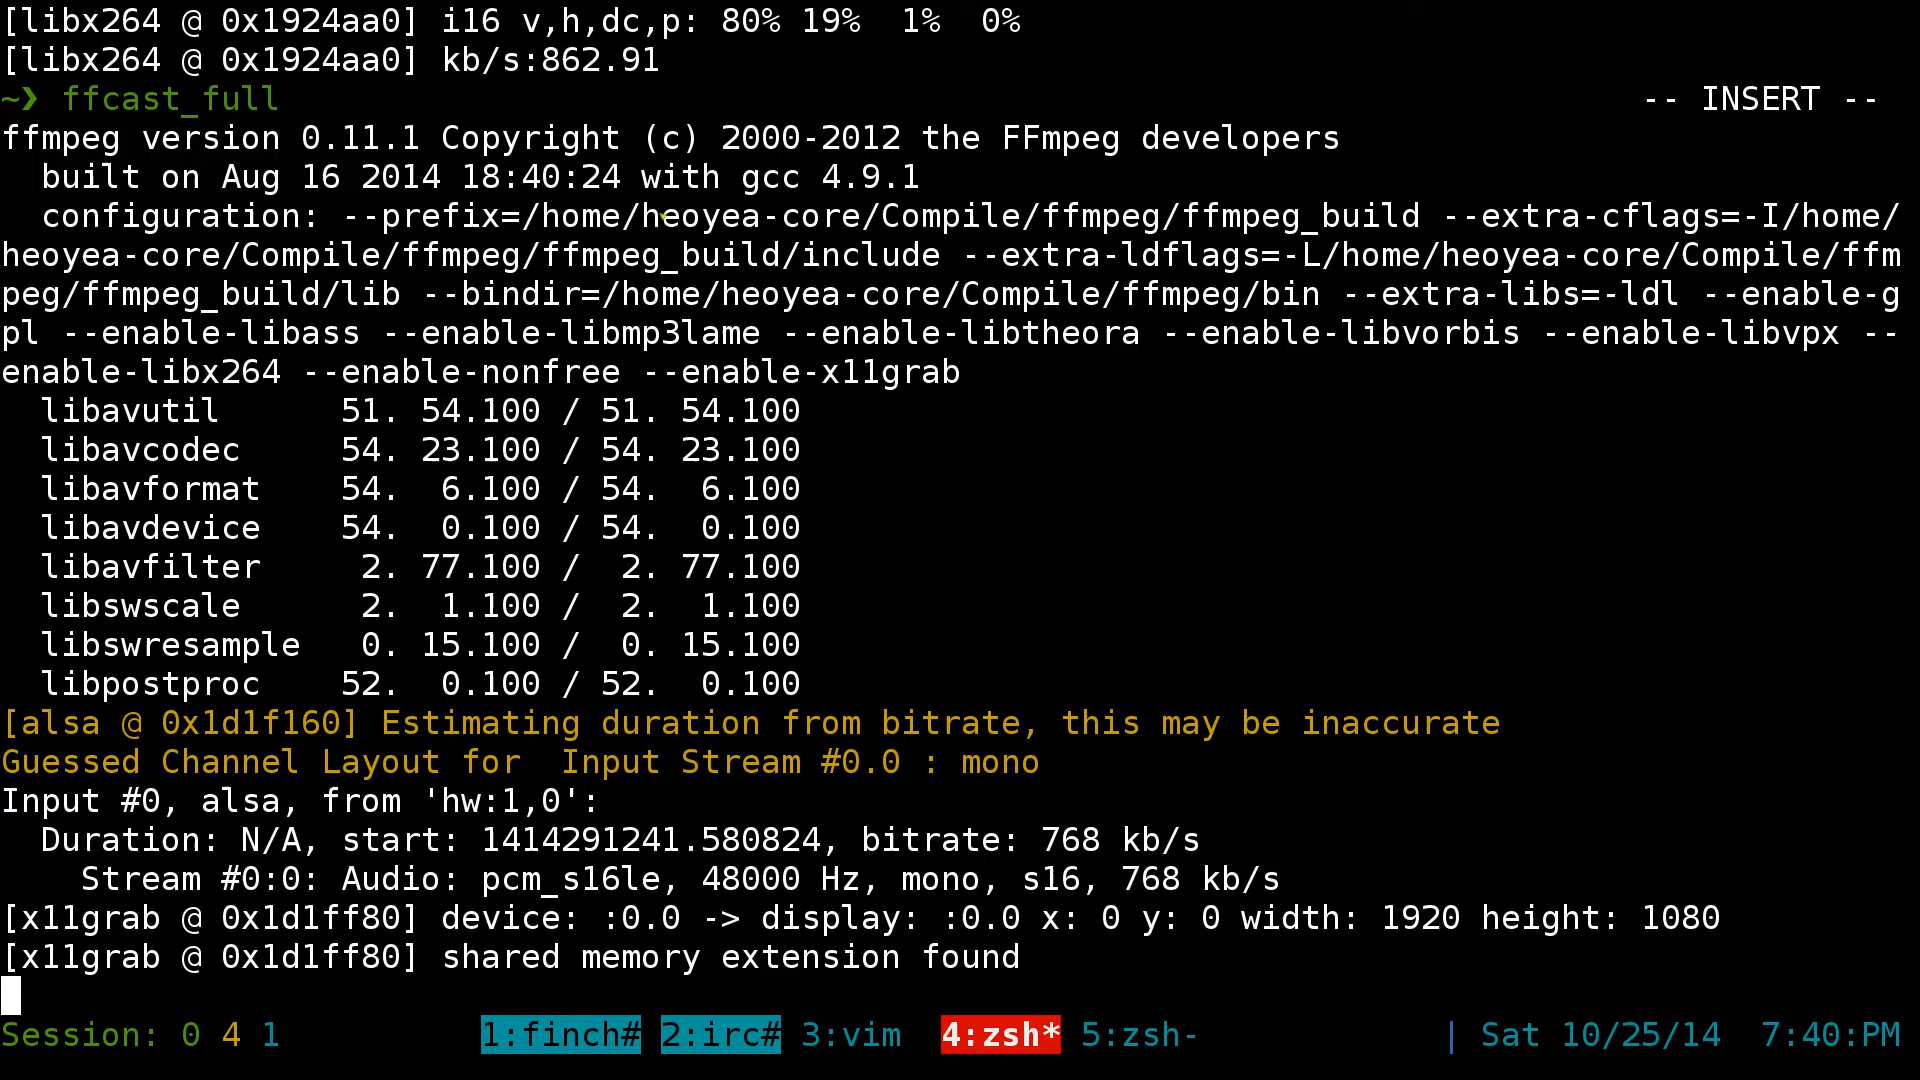 [libx264 @ 0x1924aa0] i16 v,h,dc,p: 80% 19%  1%  0%
[libx264 @ 0x1924aa0] kb/s:862.91
~❯ ffcast_full -- INSERT --
ffmpeg version 0.11.1 Copyright (c) 2000-2012 the FFmpeg developers
  built on Aug 16 2014 18:40:24 with gcc 4.9.1
  configuration: --prefix=/home/heoyea-core/Compile/ffmpeg/ffmpeg_build --extra-cflags=-I/home/
heoyea-core/Compile/ffmpeg/ffmpeg_build/include --extra-ldflags=-L/home/heoyea-core/Compile/ffm
peg/ffmpeg_build/lib --bindir=/home/heoyea-core/Compile/ffmpeg/bin --extra-libs=-ldl --enable-g
pl --enable-libass --enable-libmp3lame --enable-libtheora --enable-libvorbis --enable-libvpx --
enable-libx264 --enable-nonfree --enable-x11grab
  libavutil      51. 54.100 / 51. 54.100
  libavcodec     54. 23.100 / 54. 23.100
  libavformat    54.  6.100 / 54.  6.100
  libavdevice    54.  0.100 / 54.  0.100
  libavfilter     2. 77.100 /  2. 77.100
  libswscale      2.  1.100 /  2.  1.100
  libswresample   0. 15.100 /  0. 15.100
  libpostproc    52.  0.100 / 52.  0.100
[alsa @ 0x1d1f160] Estimating duration from bitrate, this may be inaccurate
Guessed Channel Layout for  Input Stream #0.0 : mono
Input #0, alsa, from 'hw:1,0':
  Duration: N/A, start: 1414291241.580824, bitrate: 768 kb/s
    Stream #0:0: Audio: pcm_s16le, 48000 Hz, mono, s16, 768 kb/s
[x11grab @ 0x1d1ff80] device: :0.0 -> display: :0.0 x: 0 y: 0 width: 1920 height: 1080
[x11grab @ 0x1d1ff80] shared memory extension found
Session: 0 4 1 1:finch# 2:irc# 3:vim 4:zsh* 5:zsh- | Sat 10/25/14  7:40:PM